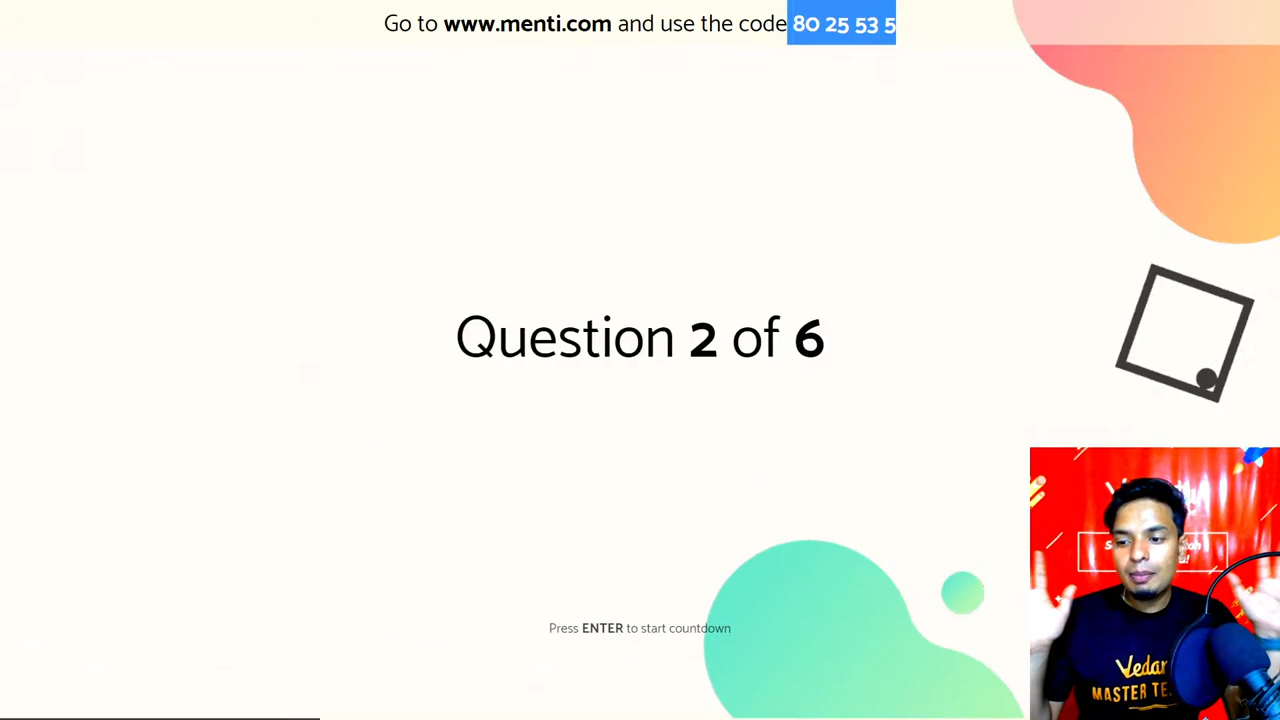 Go to www.menti.com and use the code 80 25 53 5
Question 2 of 6
Press ENTER to start countdown
MASTER TE